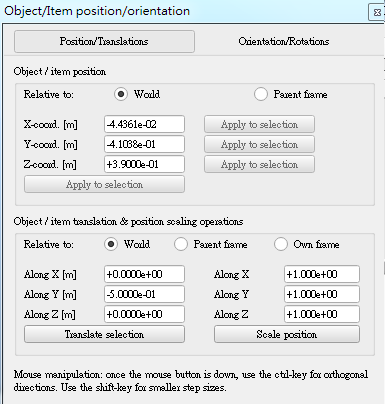 Object/Item position/orientation
Position/Translations Orientation/Rotations
Object / item position
Relative to: World Parent frame
X-coord. [m] -4.4361e-02 Apply to selection
Y-coord. [m] -4.1038e-01 Apply to selection
Z-coord. [m] +3.9000e-01 Apply to selection
Apply to selection
Object / item translation & position scaling operations
Relative to: World Parent frame Own frame
Along X [m] +0.0000e+00 Along X +1.000e+00
Along Y [m] -5.0000e-01 Along Y +1.000e+00
Along Z [m] +0.0000e+00 Along Z +1.000e+00
Translate selection Scale position
Mouse manipulation: once the mouse button is down, use the ctrl-key for orthogonal
directions. Use the shift-key for smaller step sizes.